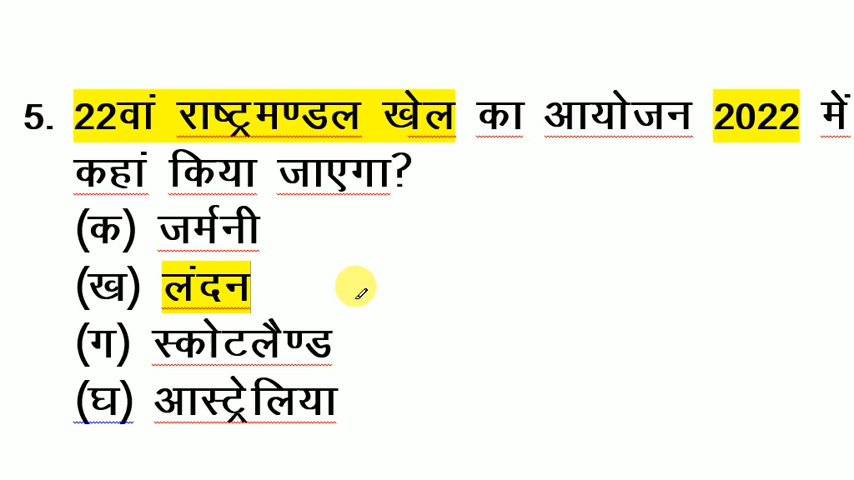 5. 22वां राष्ट्रमण्डल खेल का आयोजन 2022 में
कहां किया जाएगा?
(क) जर्मनी
(ख) लंदन
(ग) स्कोटलैण्ड
(घ) आस्ट्रेलिया